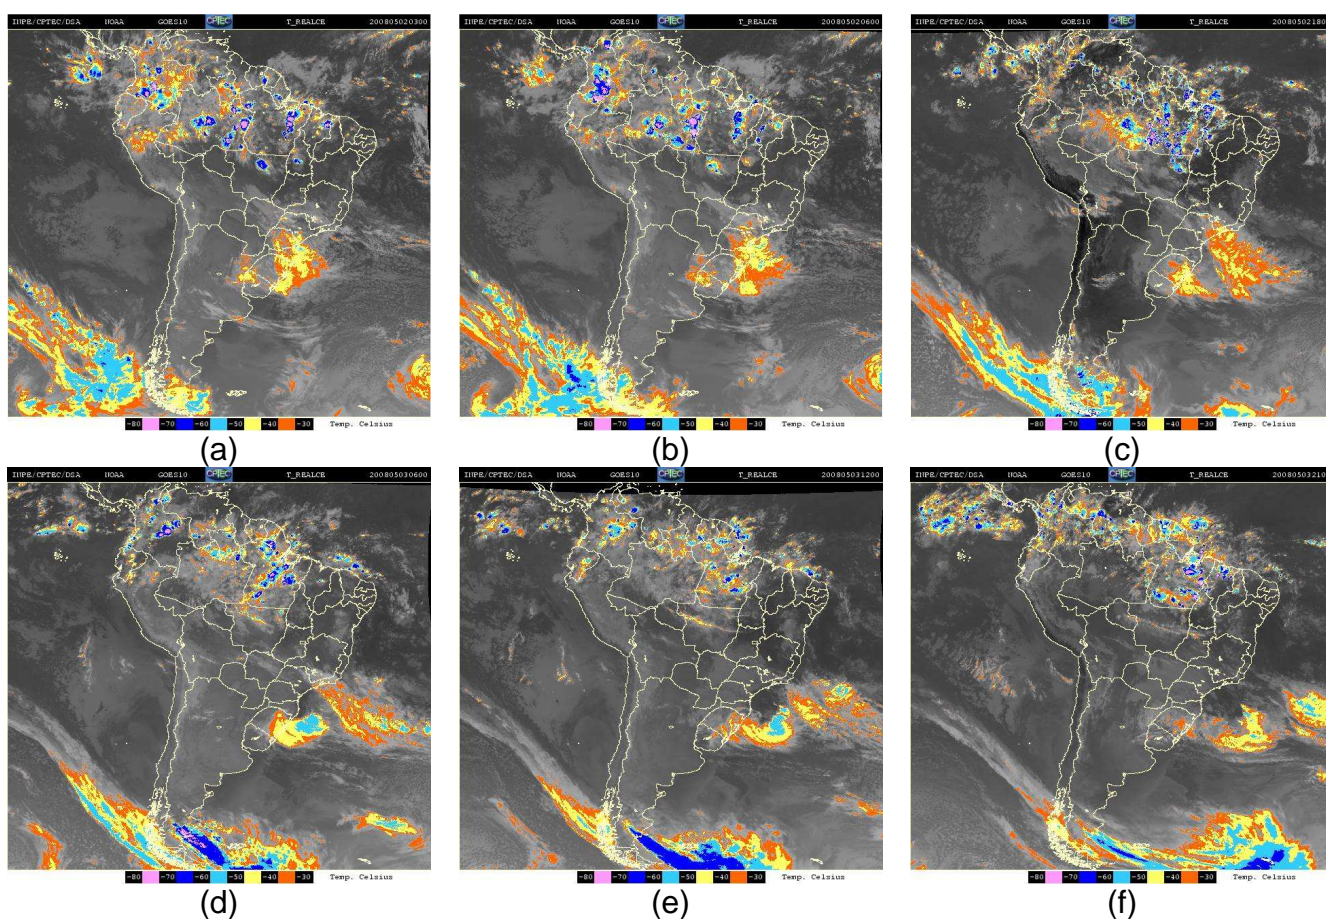 INPE/CPTEC/DSA NOAA GOES10 CPTEC T_REALCE 200805020300
INPE/CPTEC/DSA NOAA GOES10 CPTEC T_REALCE 200805020600
INPE/CPTEC/DSA NOAA GOES10 CPTEC T_REALCE 2008050218
-80 -70 -60 -50 -40 -30 Temp. Celsius
-80 -70 -60 -50 -40 -30 Temp. Celsius
-80 -70 -60 -50 -40 -30 Temp. Celsius
(a)
(b)
(c)
INPE/CPTEC/DSA NOAA GOES10 CPTEC T_REALCE 200805030600
INPE/CPTEC/DSA NOAA GOES10 CPTEC T_REALCE 200805031200
INPE/CPTEC/DSA NOAA GOES10 CPTEC T_REALCE 2008050321
-80 -70 -60 -50 -40 -30 Temp. Celsius
-80 -70 -60 -50 -40 -30 Temp. Celsius
-80 -70 -60 -50 -40 -30 Temp. Celsius
(d)
(e)
(f)